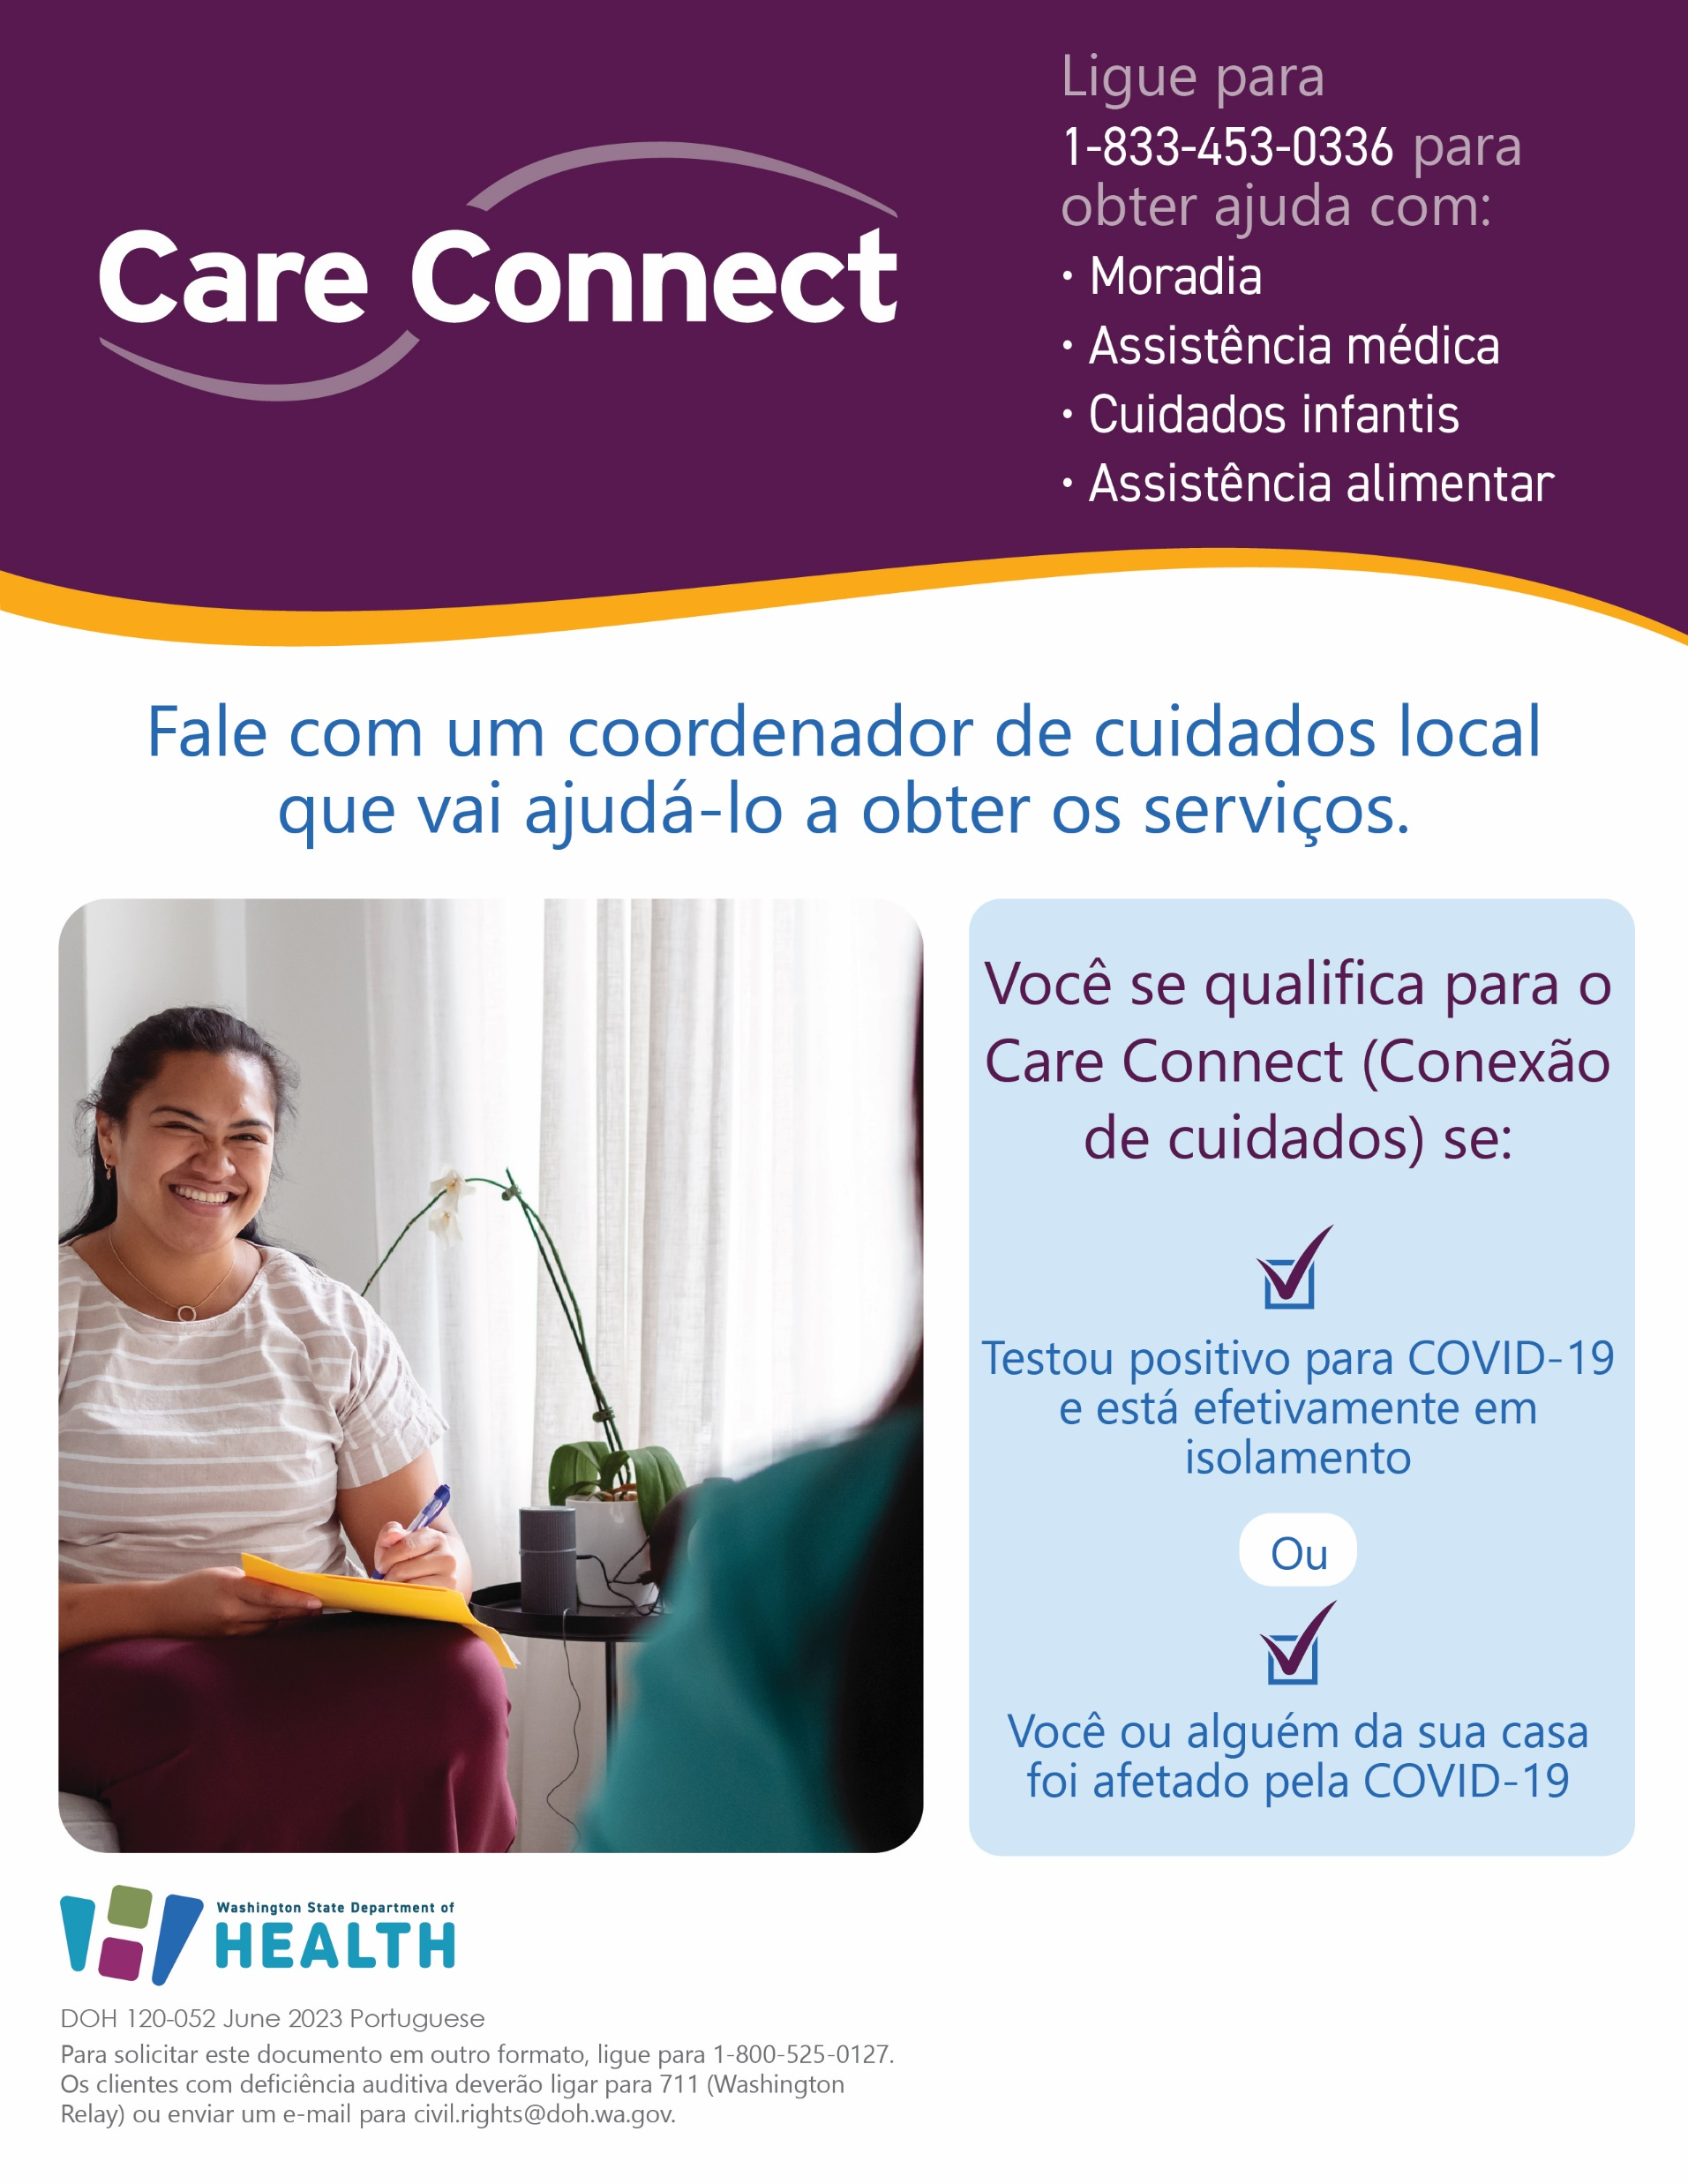 Care Connect
Ligue para
1-833-453-0336 para
obter ajuda com:
• Moradia
• Assistência médica
• Cuidados infantis
• Assistência alimentar
Fale com um coordenador de cuidados local
que vai ajudá-lo a obter os serviços.
Você se qualifica para o
Care Connect (Conexão
de cuidados) se:
Testou positivo para COVID-19
e está efetivamente em
isolamento
Ou
Você ou alguém da sua casa
foi afetado pela COVID-19
Washington State Department of
HEALTH
DOH 120-052 June 2023 Portuguese
Para solicitar este documento em outro formato, ligue para 1-800-525-0127.
Os clientes com deficiência auditiva deverão ligar para 711 (Washington
Relay) ou enviar um e-mail para civil.rights@doh.wa.gov.